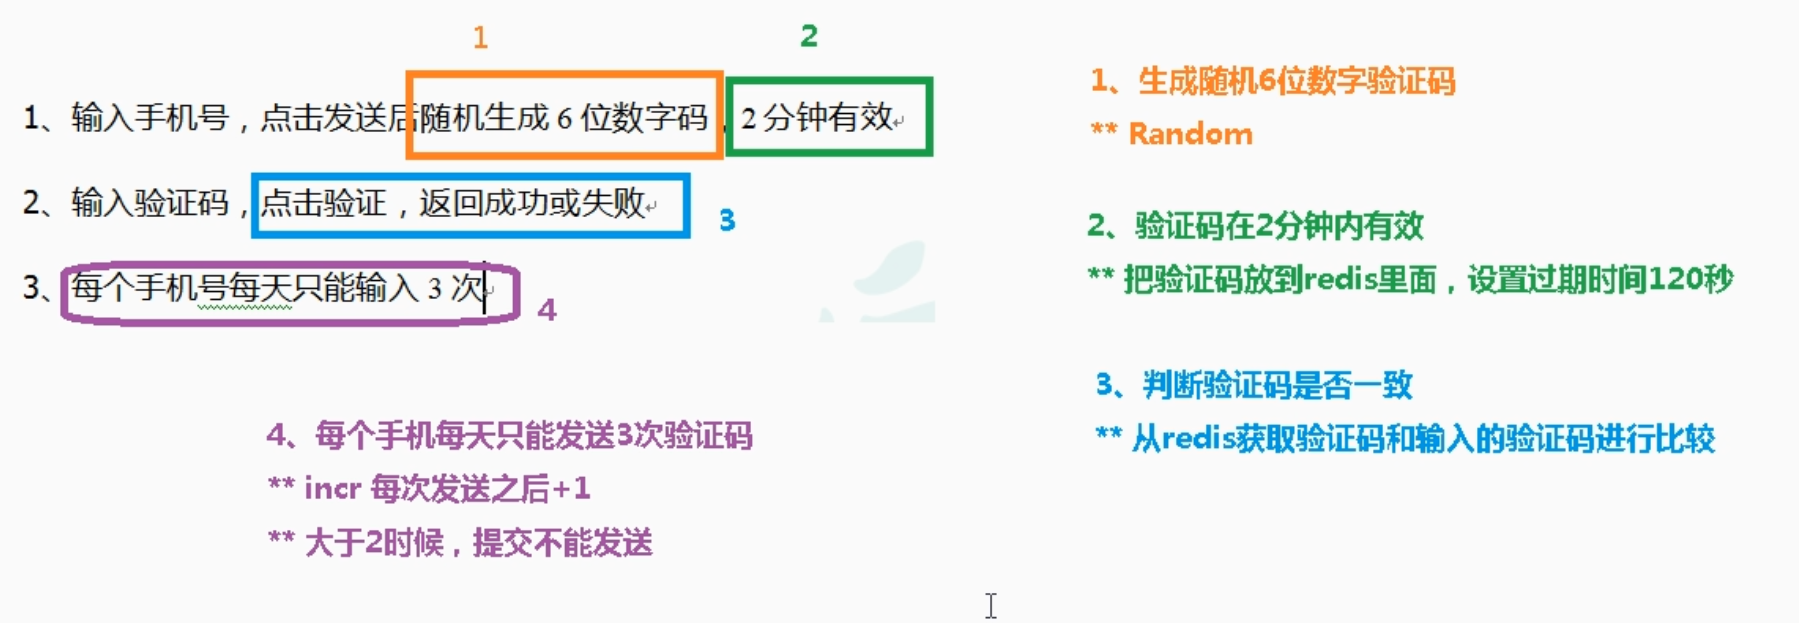 1
2
1、输入手机号，点击发送后随机生成 6 位数字码，2 分钟有效↵
2、输入验证码，点击验证，返回成功或失败↵
3
3、每个手机号每天只能输入 3 次↵
4
4、每个手机每天只能发送3次验证码
** incr 每次发送之后+1
** 大于2时候，提交不能发送
1、生成随机6位数字验证码
** Random
2、验证码在2分钟内有效
** 把验证码放到redis里面，设置过期时间120秒
3、判断验证码是否一致
** 从redis获取验证码和输入的验证码进行比较